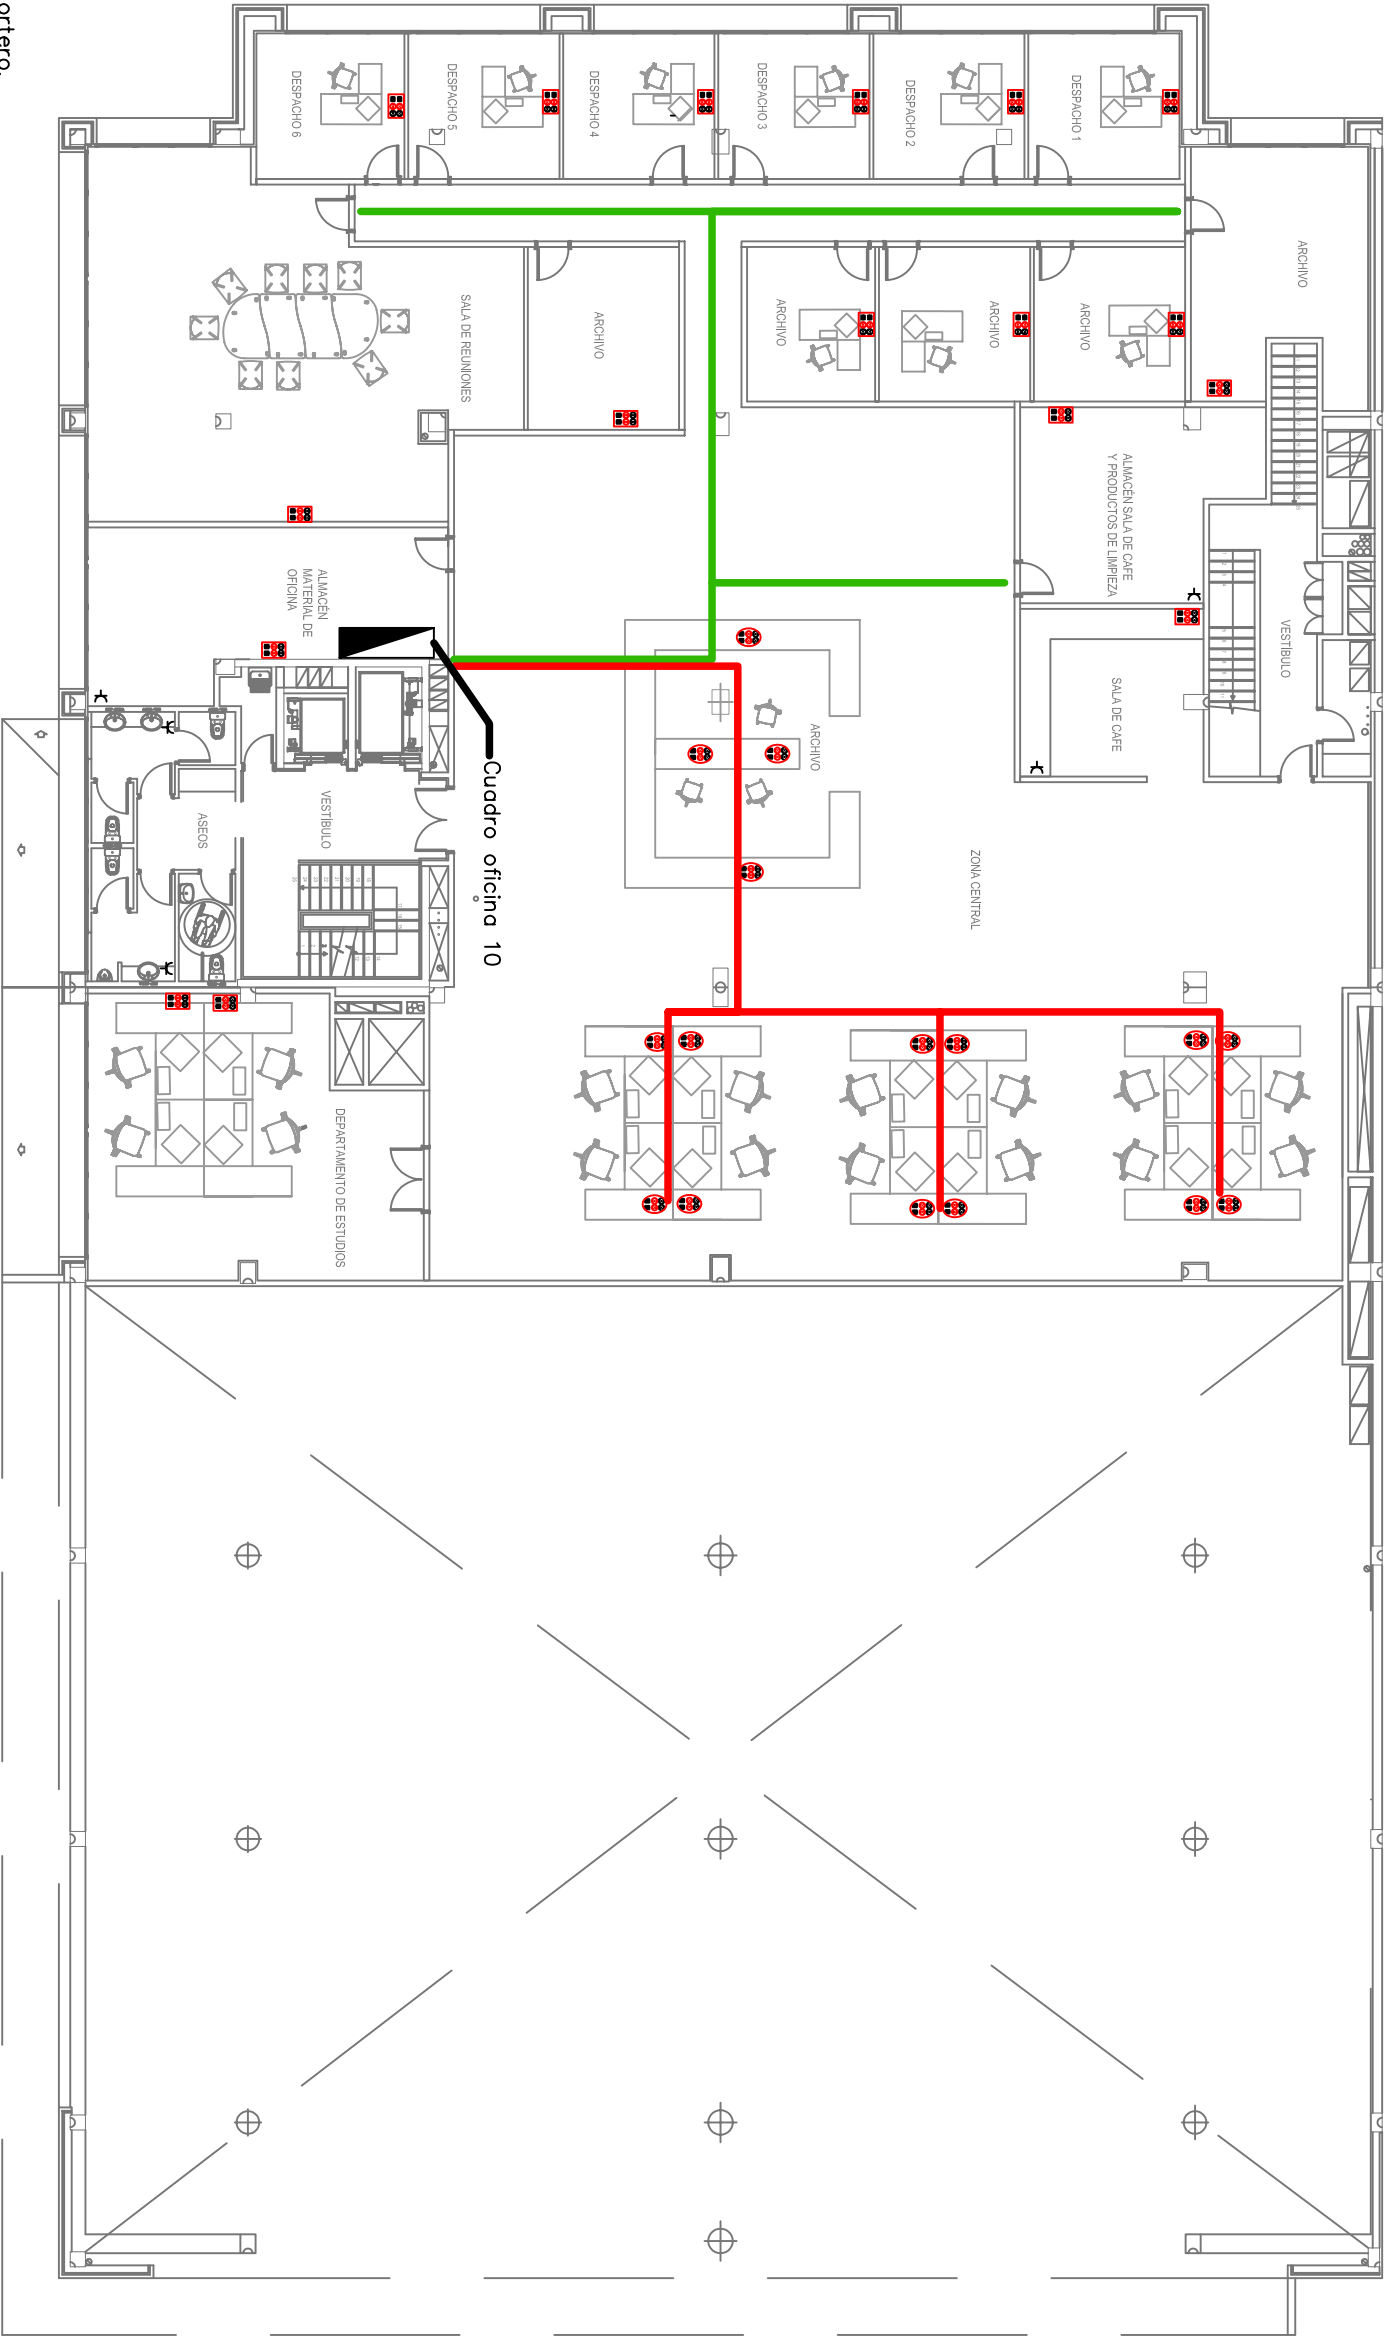 ortero.
DESPACHO 6
DESPACHO 5
DESPACHO 4
DESPACHO 3
DESPACHO 2
DESPACHO 1
ARCHIVO
SALA DE REUNIONES
ARCHIVO
ARCHIVO
ARCHIVO
ARCHIVO
ALMACÉN SALA DE CAFE
Y PRODUCTOS DE LIMPIEZA
ALMACÉN
MATERIAL DE
OFICINA
VESTÍBULO
SALA DE CAFE
ARCHIVO
Cuadro oficina 10
ASEOS
VESTÍBULO
ZONA CENTRAL
DEPARTAMENTO DE ESTUDIOS